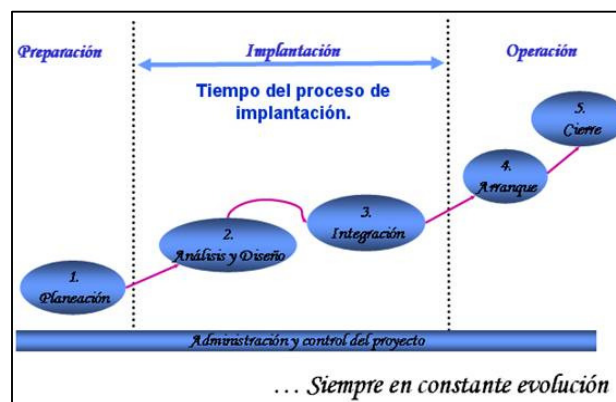 Preparación
Implantación
Operación
Tiempo del proceso de
implantación.
5.
Cierre
4.
Arranque
3.
Integración
2.
Análisis y Diseño
1.
Planeación
Administración y control del proyecto
... Siempre en constante evolución